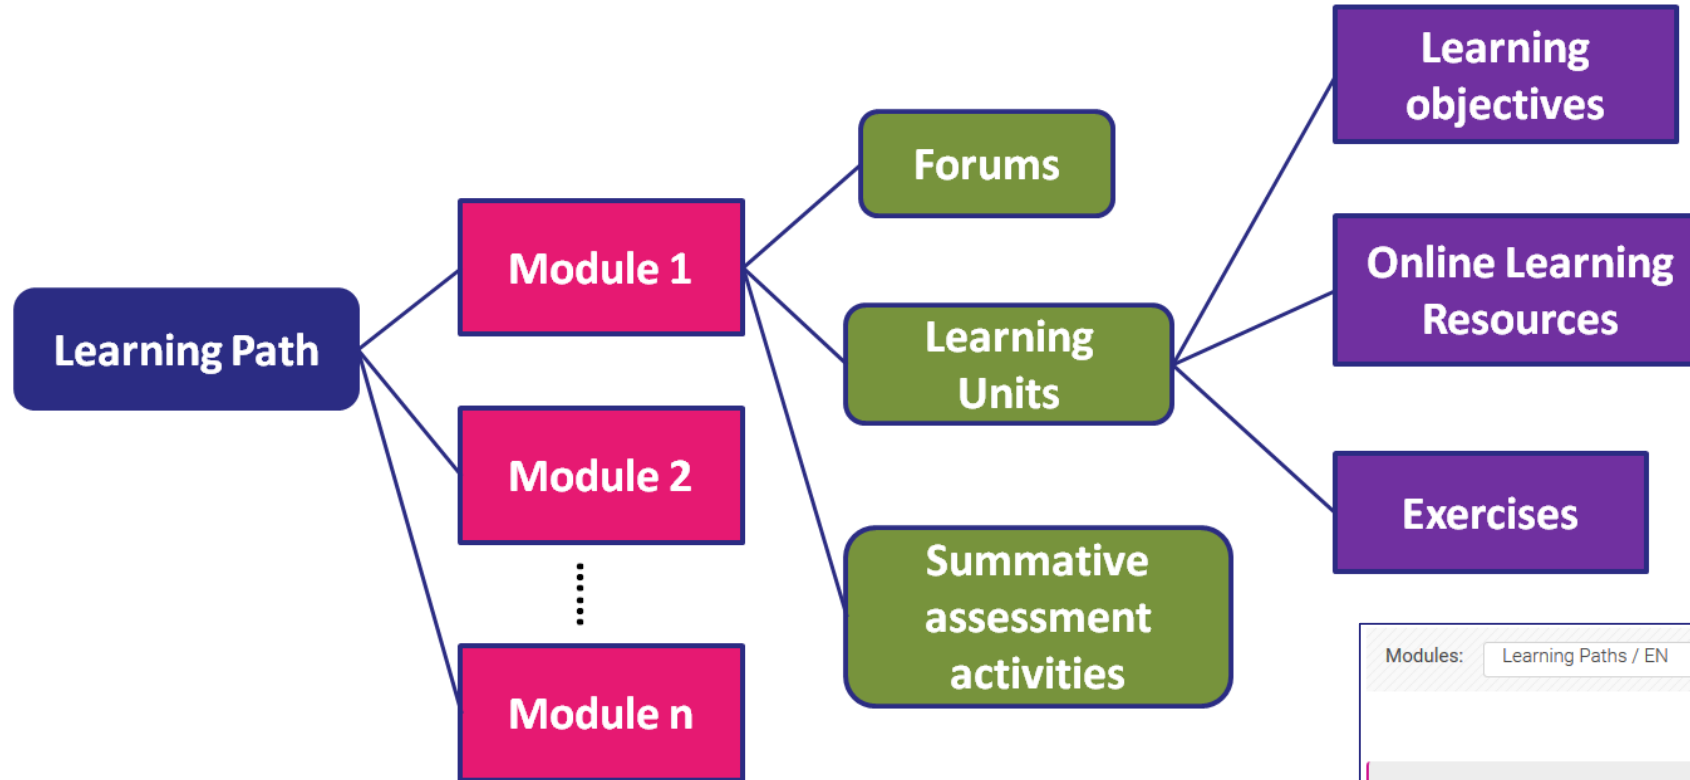 Learning Path
Module 1
Module 2
Module n
Forums
Learning
Units
Summative
assessment
activities
Learning
objectives
Online Learning
Resources
Exercises
Modules: Learning Paths / EN